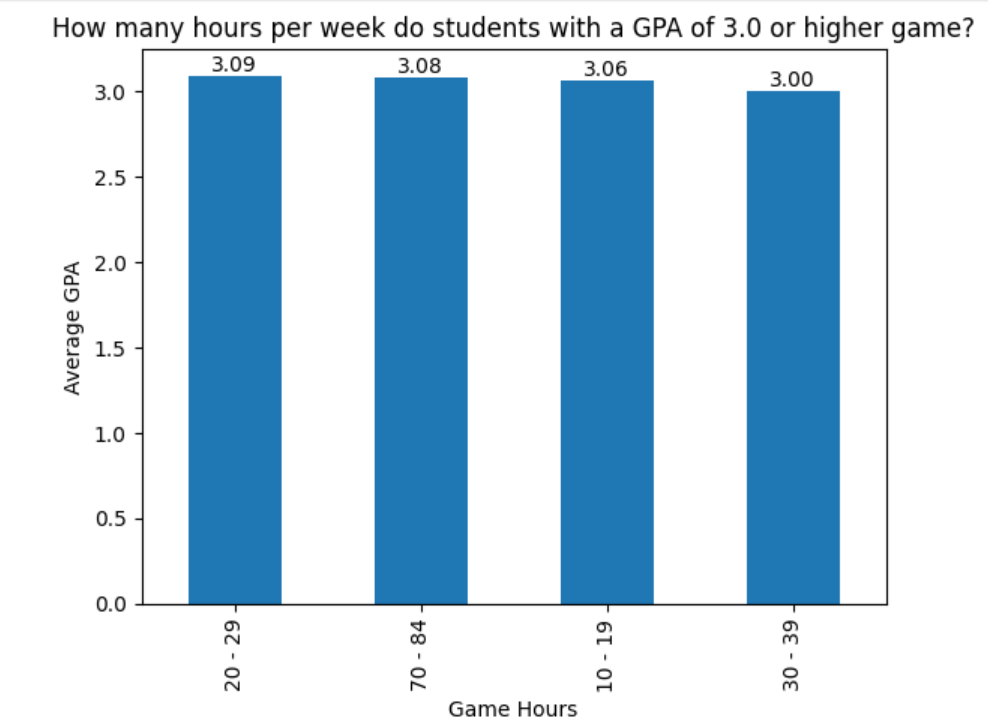 How many hours per week do students with a GPA of 3.0 or higher game?
3.09
3.08
3.06
3.00
3.0
2.5
2.0
1.5
1.0
0.5
0.0
Average GPA
20 - 29
70 - 84
10 - 19
30 - 39
Game Hours